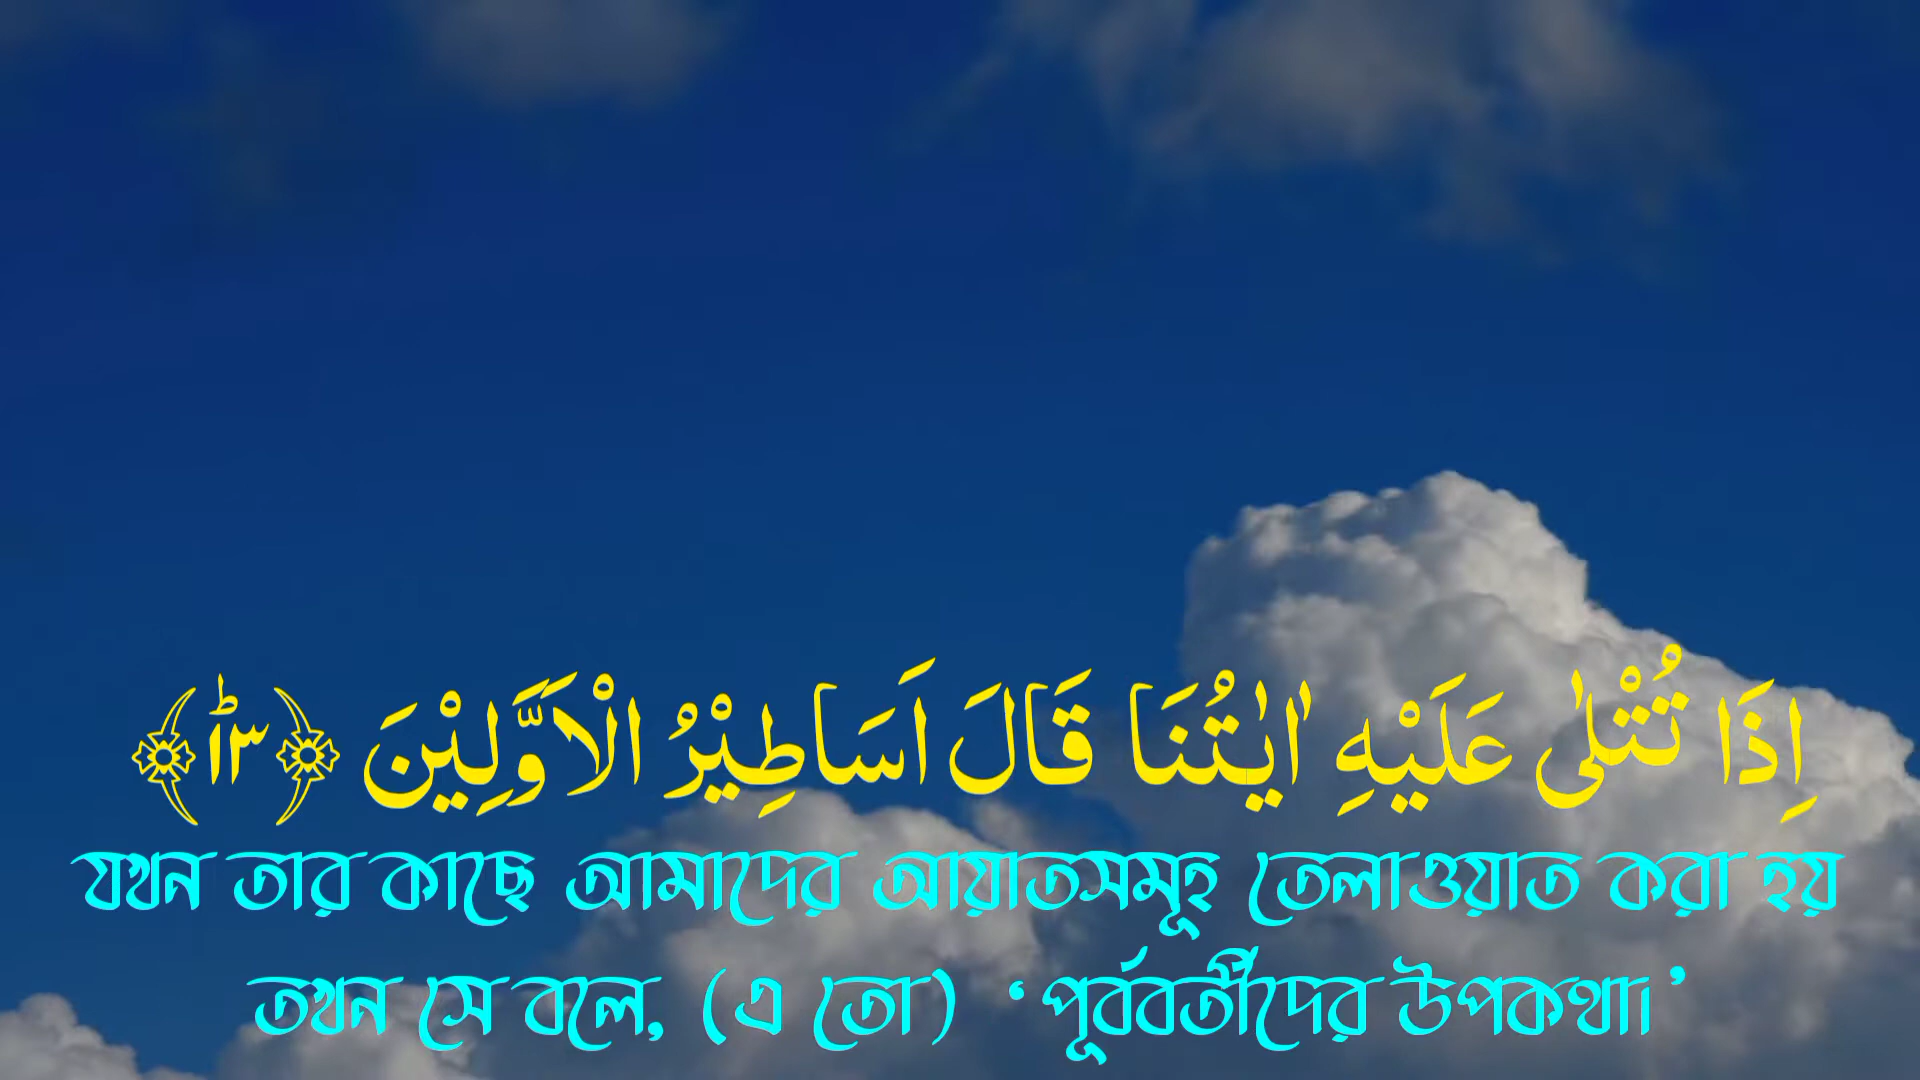 اِذَا تُتْلٰى عَلَيْهِ اٰيٰتُنَا قَالَ اَسَاطِيْرُ الْاَوَّلِيْنَ ﴿ؕ۱۳﴾
যখন তার কাছে আমাদের আয়াতসমূহ তেলাওয়াত করা হয়
তখন সে বলে, (এ তো) ‘পূর্ববর্তীদের উপকথা।’